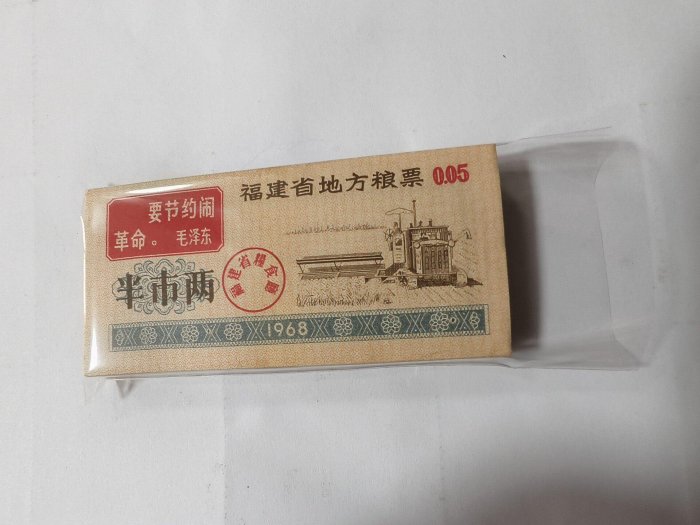 福建省地方粮票 0.05
要节约闹
革命。 毛泽东
半市两
福建省粮食厅
1968